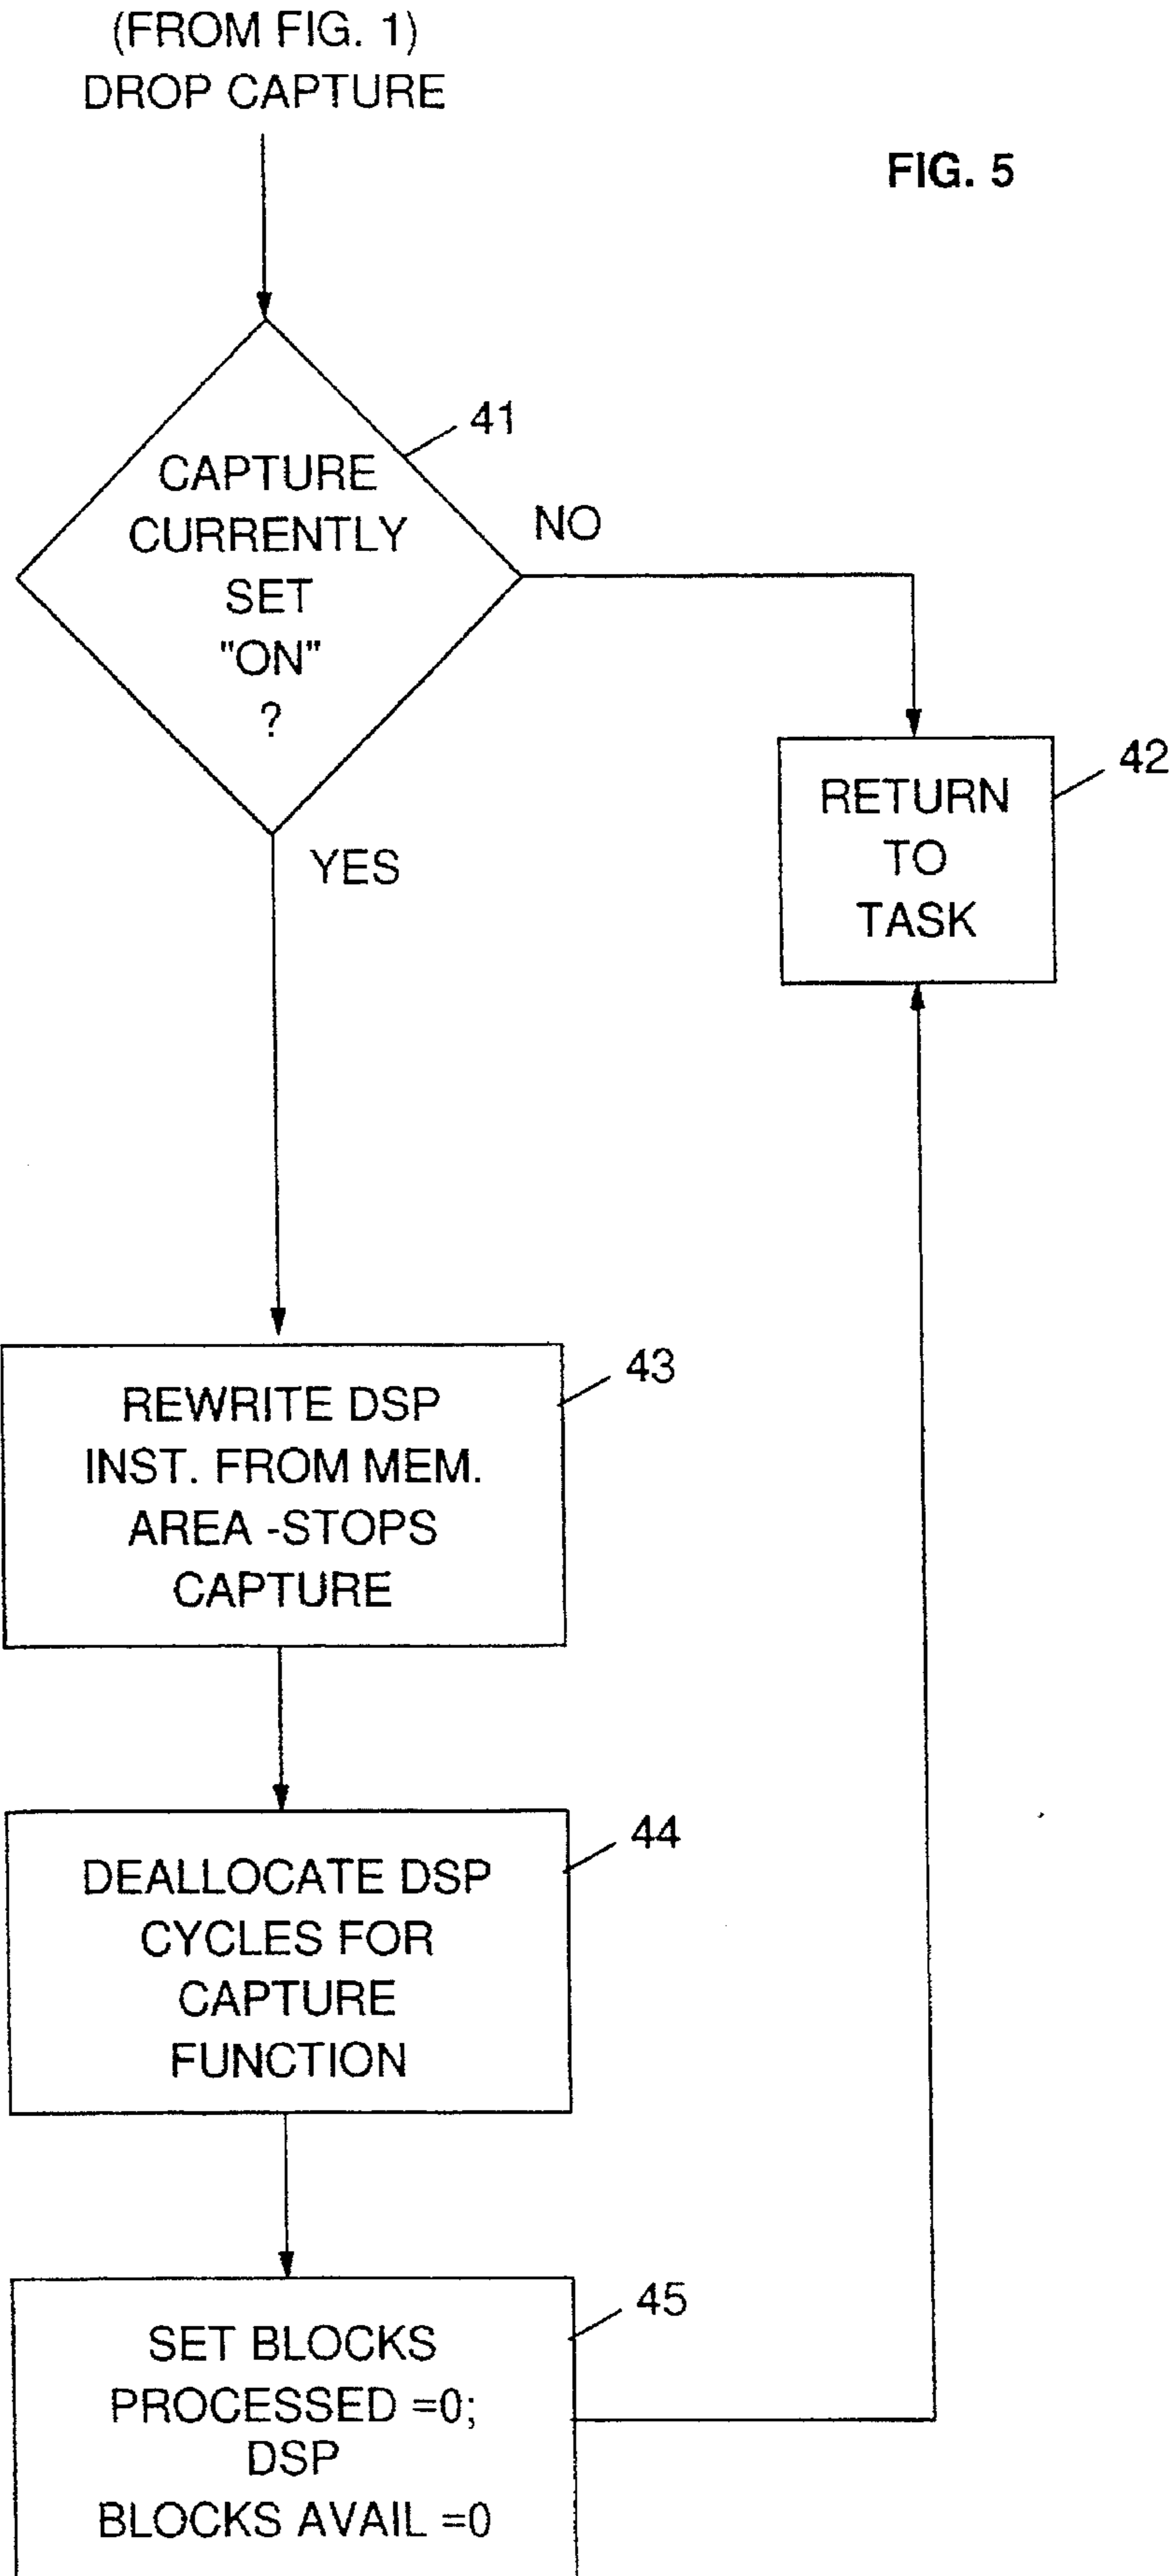 (FROM FIG. 1)
DROP CAPTURE
FIG. 5
41
CAPTURE
CURRENTLY
SET
"ON"
?
NO
YES
42
RETURN
TO
TASK
43
REWRITE DSP
INST. FROM MEM.
AREA -STOPS
CAPTURE
44
DEALLOCATE DSP
CYCLES FOR
CAPTURE
FUNCTION
45
SET BLOCKS
PROCESSED =0;
DSP
BLOCKS AVAIL =0